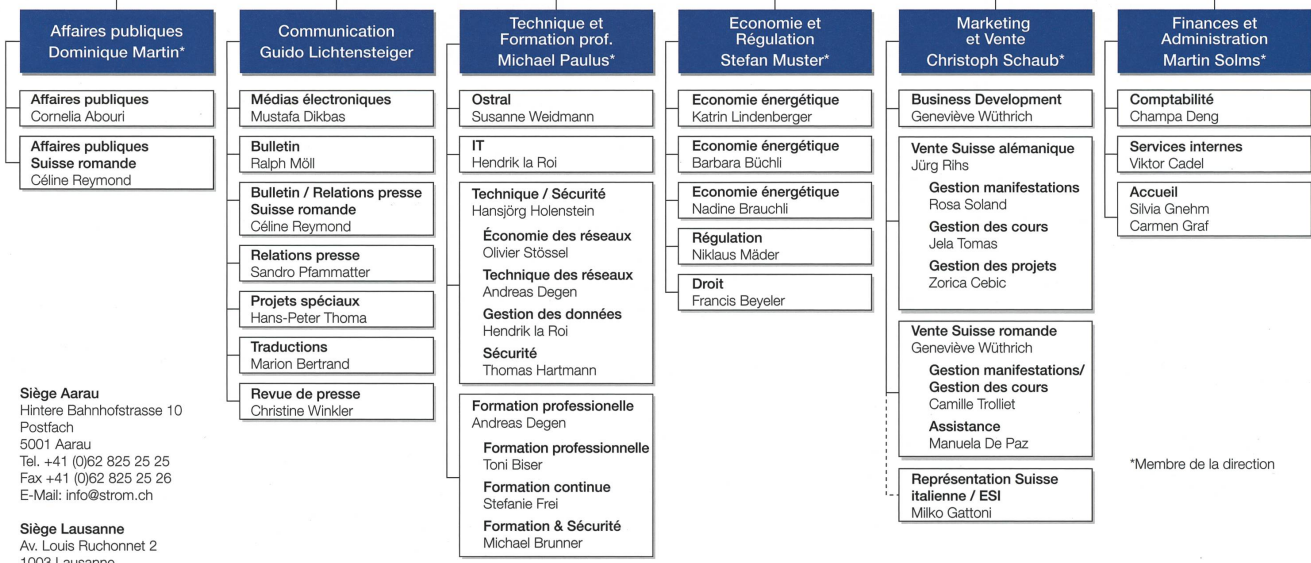 Affaires publiques
Dominique Martin*
Affaires publiques
Cornelia Abouri
Affaires publiques
Suisse romande
Céline Reymond
Communication
Guido Lichtensteiger
Médias électroniques
Mustafa Dikbas
Bulletin
Ralph Möll
Bulletin / Relations presse
Suisse romande
Céline Reymond
Relations presse
Sandro Pfammatter
Projets spéciaux
Hans-Peter Thoma
Traductions
Marion Bertrand
Revue de presse
Christine Winkler
Technique et
Formation prof.
Michael Paulus*
Ostral
Susanne Weidmann
IT
Hendrik la Roi
Technique / Sécurité
Hansjörg Holenstein
Économie des réseaux
Olivier Stössel
Technique des réseaux
Andreas Degen
Gestion des données
Hendrik la Roi
Sécurité
Thomas Hartmann
Formation professionelle
Andreas Degen
Formation professionnelle
Toni Biser
Formation continue
Stefanie Frei
Formation & Sécurité
Michael Brunner
Economie et
Régulation
Stefan Muster*
Economie énergétique
Katrin Lindenberger
Economie énergétique
Barbara Büchli
Economie énergétique
Nadine Brauchli
Régulation
Niklaus Mäder
Droit
Francis Beyeler
Marketing
et Vente
Christoph Schaub*
Business Development
Geneviève Wüthrich
Vente Suisse alémanique
Jürg Rihs
Gestion manifestations
Rosa Soland
Gestion des cours
Jela Tomas
Gestion des projets
Zorica Cebic
Vente Suisse romande
Geneviève Wüthrich
Gestion manifestations/
Gestion des cours
Camille Trolliet
Assistance
Manuela De Paz
Représentation Suisse
italienne / ESI
Milko Gattoni
Finances et
Administration
Martin Solms*
Comptabilité
Champa Deng
Services internes
Viktor Cadel
Accueil
Silvia Gnehm
Carmen Graf
*Membre de la direction
Siège Aarau
Hintere Bahnhofstrasse 10
Postfach
5001 Aarau
Tel. +41 (0)62 825 25 25
Fax +41 (0)62 825 25 26
E-Mail: info@strom.ch
Siège Lausanne
Av. Louis Ruchonnet 2
1003 Lausanne